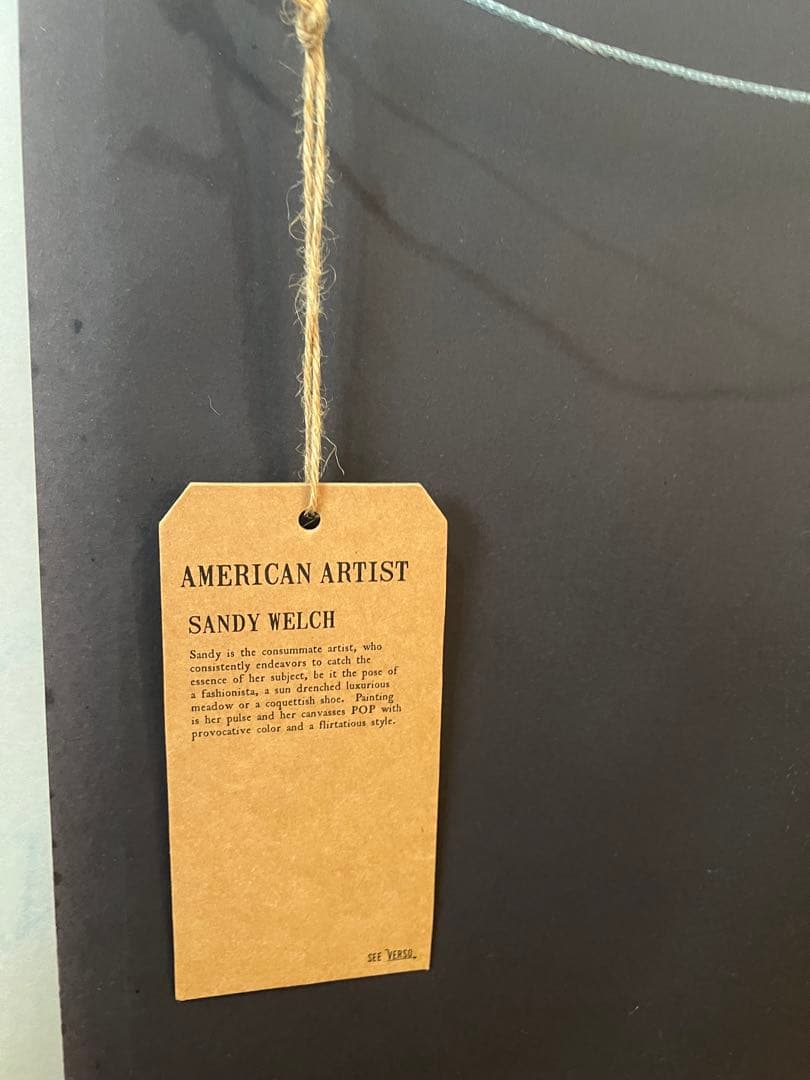 AMERICAN ARTIST
SANDY WELCH
Sandy is the consummate artist, who
consistently endeavors to catch the
essence of her subject, be it the pose of
a fashionista, a sun drenched luxurious
meadow or a coquettish shoe. Painting
is her pulse and her canvasses POP with
provocative color and a flirtatious style.
SEE VERSO